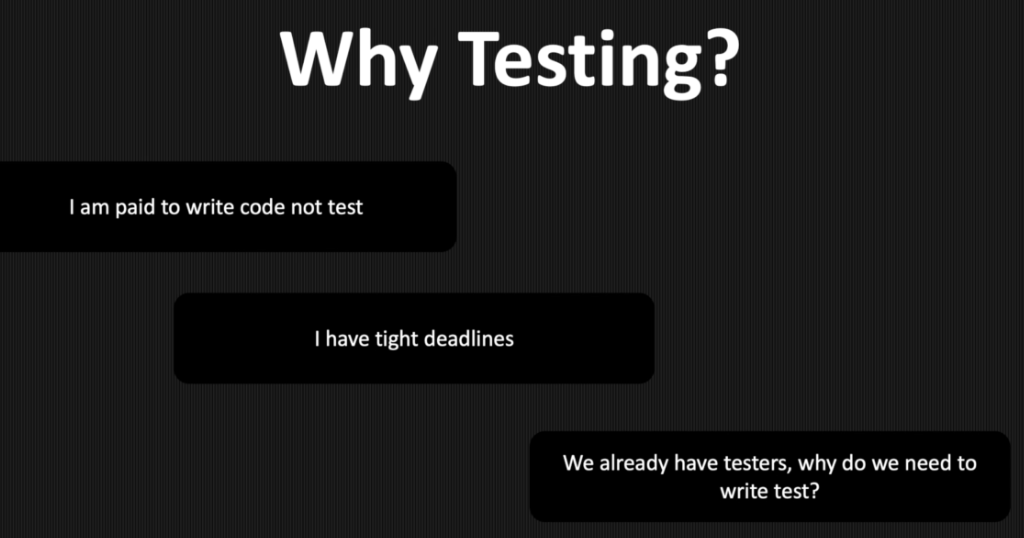 Why Testing?
I am paid to write code not test
I have tight deadlines
We already have testers, why do we need to
write test?